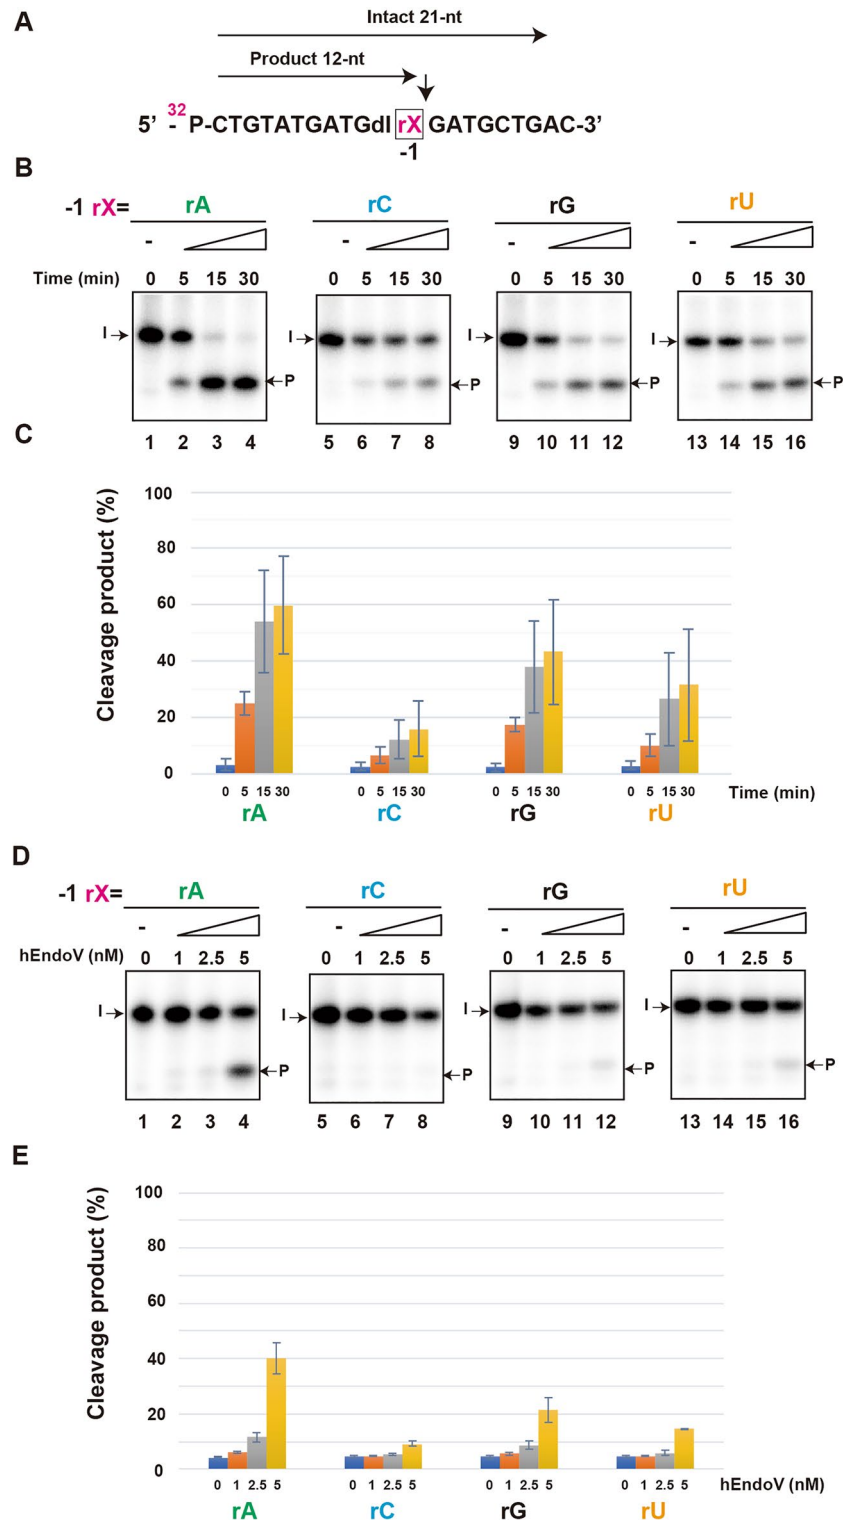 A
Intact 21-nt
Product 12-nt
5’ -32P-CTGTATGATGdI rX GATGCTGAC-3’
-1
B
-1 rX= rA rC rG rU
- - - -
Time (min) 0 5 15 30 0 5 15 30 0 5 15 30 0 5 15 30
I I I I
P P P P
1 2 3 4 5 6 7 8 9 10 11 12 13 14 15 16
C
Cleavage product (%)
100
80
60
40
20
0
0 5 15 30 0 5 15 30 0 5 15 30 0 5 15 30 Time (min)
rA rC rG rU
D
-1 rX= rA rC rG rU
- - - -
hEndoV (nM) 0 1 2.5 5 0 1 2.5 5 0 1 2.5 5 0 1 2.5 5
I I I I
P P P P
1 2 3 4 5 6 7 8 9 10 11 12 13 14 15 16
E
Cleavage product (%)
100
80
60
40
20
0
0 1 2.5 5 0 1 2.5 5 0 1 2.5 5 0 1 2.5 5 hEndoV (nM)
rA rC rG rU